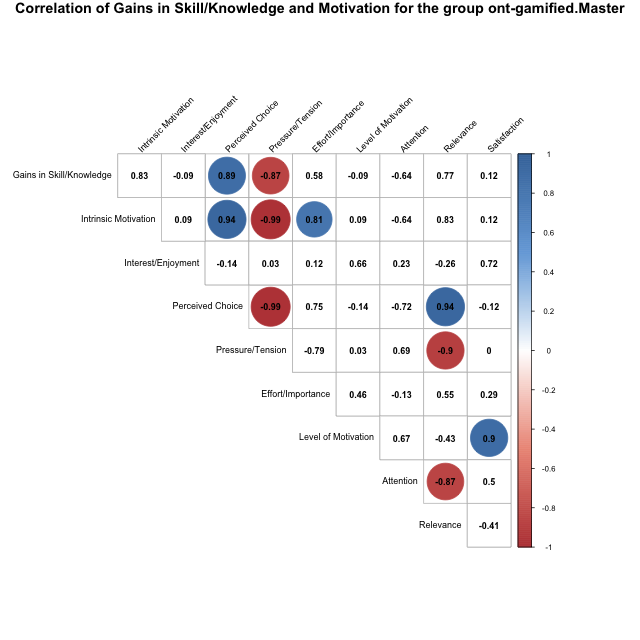 Correlation of Gains in Skill/Knowledge and Motivation for the group ont-gamified.Master
Intrinsic Motivation
Interest/Enjoyment
Perceived Choice
Pressure/Tension
Effort/Importance
Level of Motivation
Attention
Relevance
Satisfaction
Gains in Skill/Knowledge 0.83 -0.09 0.89 -0.87 0.58 -0.09 -0.64 0.77 0.12
Intrinsic Motivation 0.09 0.94 -0.99 0.81 0.09 -0.64 0.83 0.12
Interest/Enjoyment -0.14 0.03 0.12 0.66 0.23 -0.26 0.72
Perceived Choice -0.99 0.75 -0.14 -0.72 0.94 -0.12
Pressure/Tension -0.79 0.03 0.69 -0.9 0
Effort/Importance 0.46 -0.13 0.55 0.29
Level of Motivation 0.67 -0.43 0.9
Attention -0.87 0.5
Relevance -0.41
1
0.8
0.6
0.4
0.2
0
-0.2
-0.4
-0.6
-0.8
-1